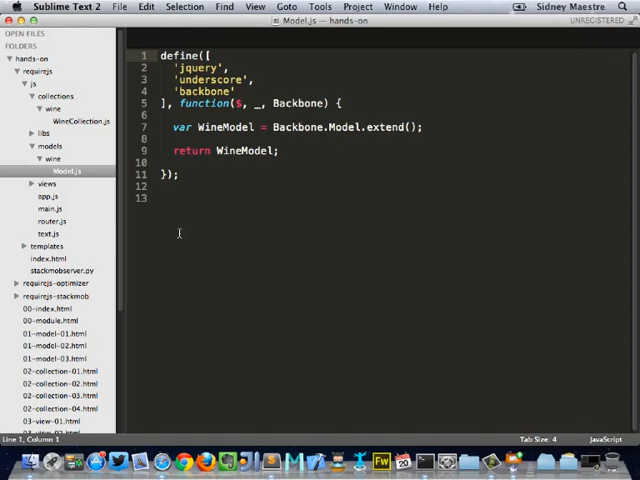 Sublime Text 2 File Edit Selection Find View Goto Tools Project Window Help Sidney Maestre
Model.js — hands-on UNREGISTERED
OPEN FILES
FOLDERS
hands-on
requirejs
js
collections
wine
WineCollection.js
libs
models
wine
Model.js
views
app.js
main.js
router.js
text.js
templates
index.html
stackmobserver.py
requirejs-optimizer
requirejs-stackmob
00-index.html
00-module.html
01-model-01.html
01-model-02.html
01-model-03.html
02-collection-01.html
02-collection-02.html
02-collection-03.html
02-collection-04.html
03-view-01.html
03-view-02.html
1 define([
2 'jquery',
3 'underscore',
4 'backbone'
5 ], function($, _, Backbone) {
6
7 var WineModel = Backbone.Model.extend();
8
9 return WineModel;
10
11 });
12
13
Line 1, Column 1 Tab Size: 4 JavaScript
Fw
20